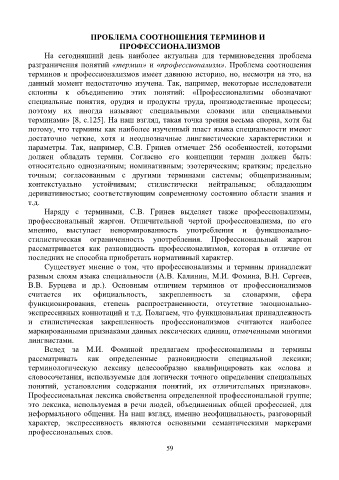 ПРОБЛЕМА СООТНОШЕНИЯ ТЕРМИНОВ И
ПРОФЕССИОНАЛИЗМОВ
На сегодняшний день наиболее актуальна для терминоведения проблема
разграничения понятий «термин» и «профессионализм». Проблема соотношения
терминов и профессионализмов имеет давнюю историю, но, несмотря на это, на
данный момент недостаточно изучена. Так, например, некоторые исследователи
склонны к объединению этих понятий: «Профессионализмы обозначают
специальные понятия, орудия и продукты труда, производственные процессы;
поэтому их иногда называют специальными словами или специальными
терминами» [8, с.125]. На наш взгляд, такая точка зрения весьма спорна, хотя бы
потому, что термины как наиболее изученный пласт языка специальности имеют
достаточно четкие, хотя и неоднозначные лингвистические характеристики и
параметры. Так, например, С.В. Гринев отмечает 256 особенностей, которыми
должен обладать термин. Согласно его концепции термин должен быть:
относительно однозначным; номинативным; эзотерическим; кратким; предельно
точным; согласованным с другими терминами системы; общепризнанным;
контекстуально устойчивым; стилистически нейтральным; обладающим
деривативностью; соответствующим современному состоянию области знания и
т.д.
Наряду с терминами, С.В. Гринев выделяет также профессионализмы,
профессиональный жаргон. Отличительной чертой профессионализма, по его
мнению, выступает ненормированность употребления и функционально-
стилистическая ограниченность употребления. Профессиональный жаргон
рассматривается как разновидность профессионализмов, которая в отличие от
последних не способна приобретать нормативный характер.
Существует мнение о том, что профессионализмы и термины принадлежат
разным слоям языка специальности (А.В. Калинин, М.И. Фомина, В.Н. Сергеев,
В.В. Бурцева и др.). Основным отличием терминов от профессионализмов
считается их официальность, закрепленность за словарями, сфера
функционирования, степень распространенности, отсутствие эмоционально-
экспрессивных коннотаций и т.д. Полагаем, что функциональная принадлежность
и стилистическая закрепленность профессионализмов считаются наиболее
маркированными признаками данных лексических единиц, отмеченными многими
лингвистами.
Вслед за М.И. Фоминой предлагаем профессионализмы и термины
рассматривать как определенные разновидности специальной лексики;
терминологическую лексику целесообразно квалифицировать как «слова и
словосочетания, используемые для логически точного определения специальных
понятий, установления содержания понятий, их отличительных признаков».
Профессиональная лексика свойственна определенной профессиональной группе;
это лексика, используемая в речи людей, объединенных общей профессией, для
неформального общения. На наш взгляд, именно неофициальность, разговорный
характер, экспрессивность являются основными семантическими маркерами
профессиональных слов.
59